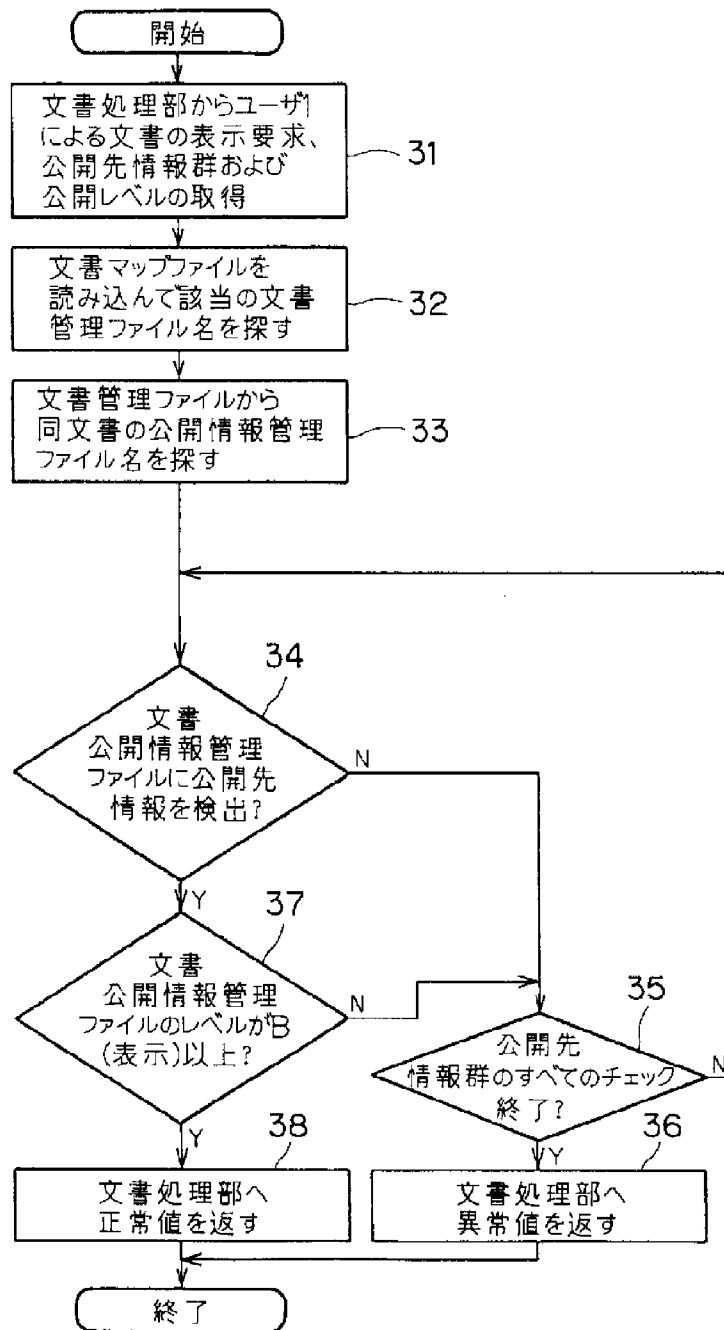 開始
文書処理部からユーザ1
による文書の表示要求、
公開先情報群および
公開レベルの取得
31
文書マップファイルを
読み込んで該当の文書
管理ファイル名を探す
32
文書管理ファイルから
同文書の公開情報管理
ファイル名を探す
33
34
文書
公開情報管理
ファイルに公開先
情報を検出?
N
Y
37
文書
公開情報管理
ファイルのレベルがB
(表示)以上?
N
Y
35
公開先
情報群のすべてのチェック
終了?
N
Y
38
文書処理部へ
正常値を返す
36
文書処理部へ
異常値を返す
終了